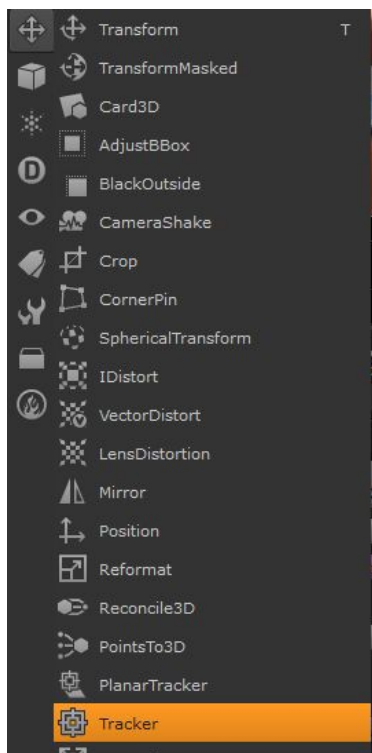 Transform T
TransformMasked
Card3D
AdjustBBox
BlackOutside
CameraShake
Crop
CornerPin
SphericalTransform
IDistort
VectorDistort
LensDistortion
Mirror
Position
Reformat
Reconcile3D
PointsTo3D
PlanarTracker
Tracker
D